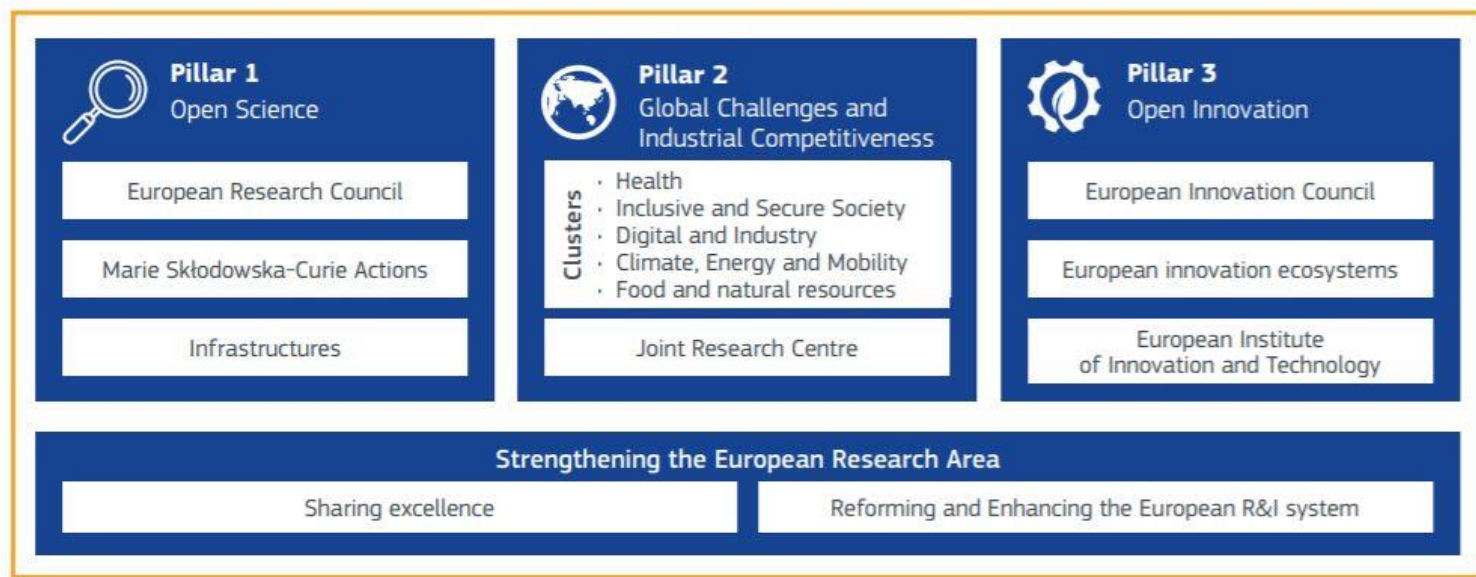 Pillar 1
Open Science
European Research Council
Marie Skłodowska-Curie Actions
Infrastructures
Pillar 2
Global Challenges and
Industrial Competitiveness
Clusters
· Health
· Inclusive and Secure Society
· Digital and Industry
· Climate, Energy and Mobility
· Food and natural resources
Joint Research Centre
Pillar 3
Open Innovation
European Innovation Council
European innovation ecosystems
European Institute
of Innovation and Technology
Strengthening the European Research Area
Sharing excellence
Reforming and Enhancing the European R&I system